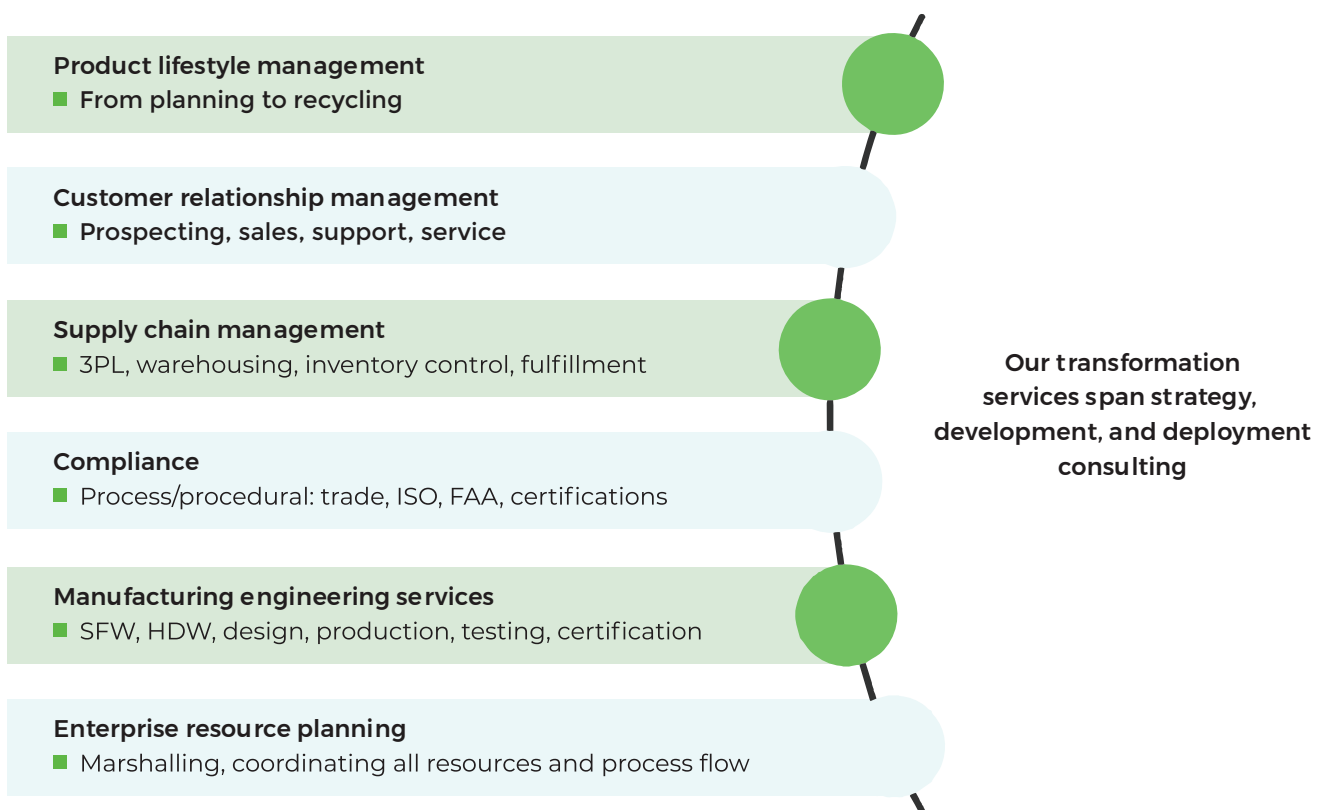 Product lifestyle management
From planning to recycling
Customer relationship management
Prospecting, sales, support, service
Supply chain management
3PL, warehousing, inventory control, fulfillment
Compliance
Process/procedural: trade, ISO, FAA, certifications
Manufacturing engineering services
SFW, HDW, design, production, testing, certification
Enterprise resource planning
Marshalling, coordinating all resources and process flow
Our transformation
services span strategy,
development, and deployment
consulting